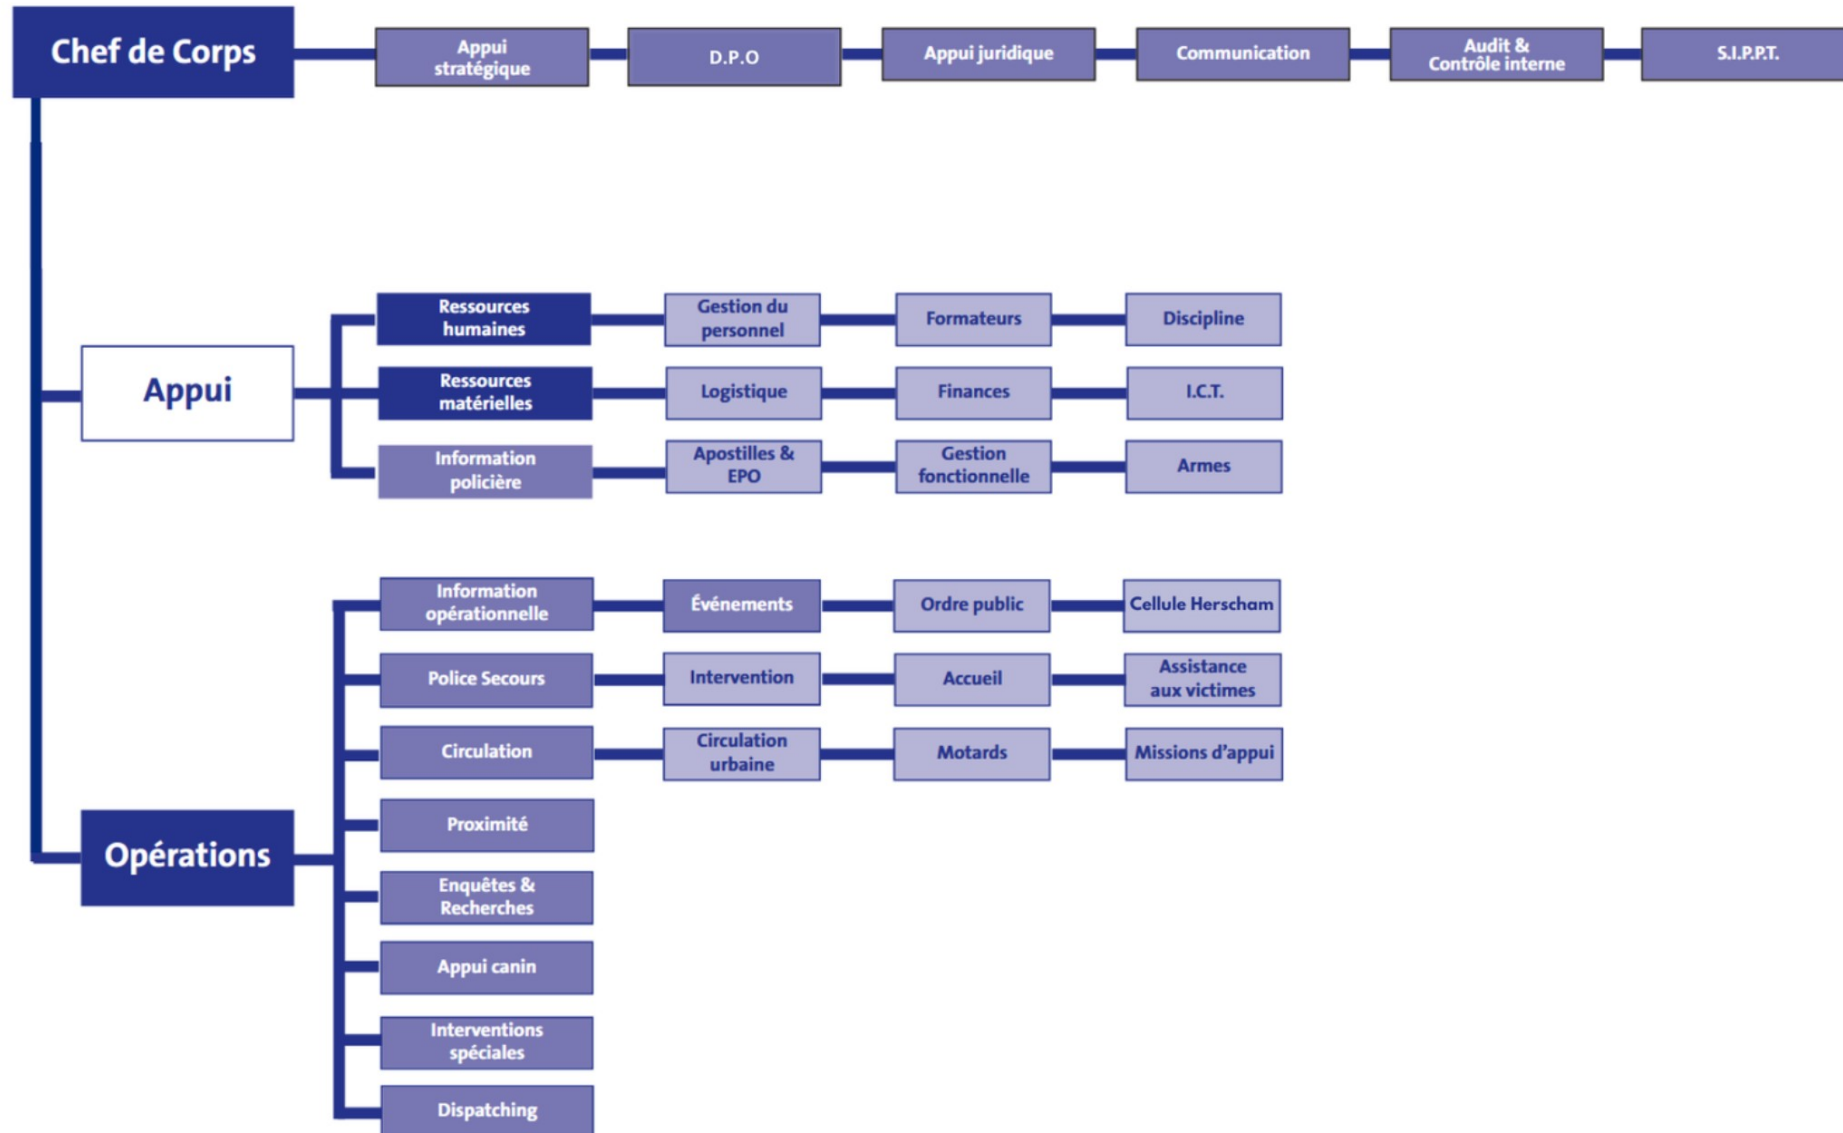 Chef de Corps
Appui
stratégique
D.P.O
Appui juridique
Communication
Audit &
Contrôle interne
S.I.P.P.T.
Appui
Ressources
humaines
Gestion du
personnel
Formateurs
Discipline
Ressources
matérielles
Logistique
Finances
I.C.T.
Information
policière
Apostilles &
EPO
Gestion
fonctionnelle
Armes
Opérations
Information
opérationnelle
Événements
Ordre public
Cellule Herscham
Police Secours
Intervention
Accueil
Assistance
aux victimes
Circulation
Circulation
urbaine
Motards
Missions d'appui
Proximité
Enquêtes &
Recherches
Appui canin
Interventions
spéciales
Dispatching